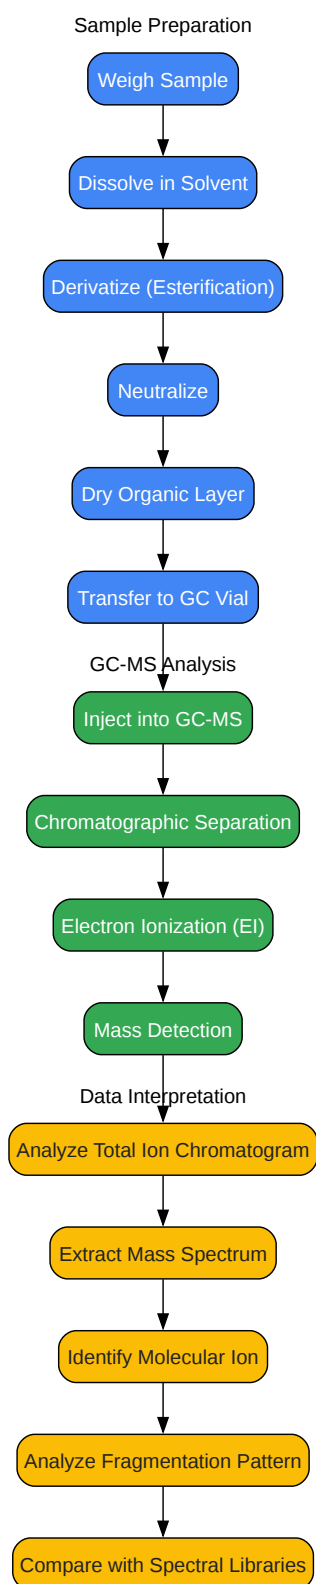 Sample Preparation
Weigh Sample
Dissolve in Solvent
Derivatize (Esterification)
Neutralize
Dry Organic Layer
Transfer to GC Vial
GC-MS Analysis
Inject into GC-MS
Chromatographic Separation
Electron Ionization (EI)
Mass Detection
Data Interpretation
Analyze Total Ion Chromatogram
Extract Mass Spectrum
Identify Molecular Ion
Analyze Fragmentation Pattern
Compare with Spectral Libraries